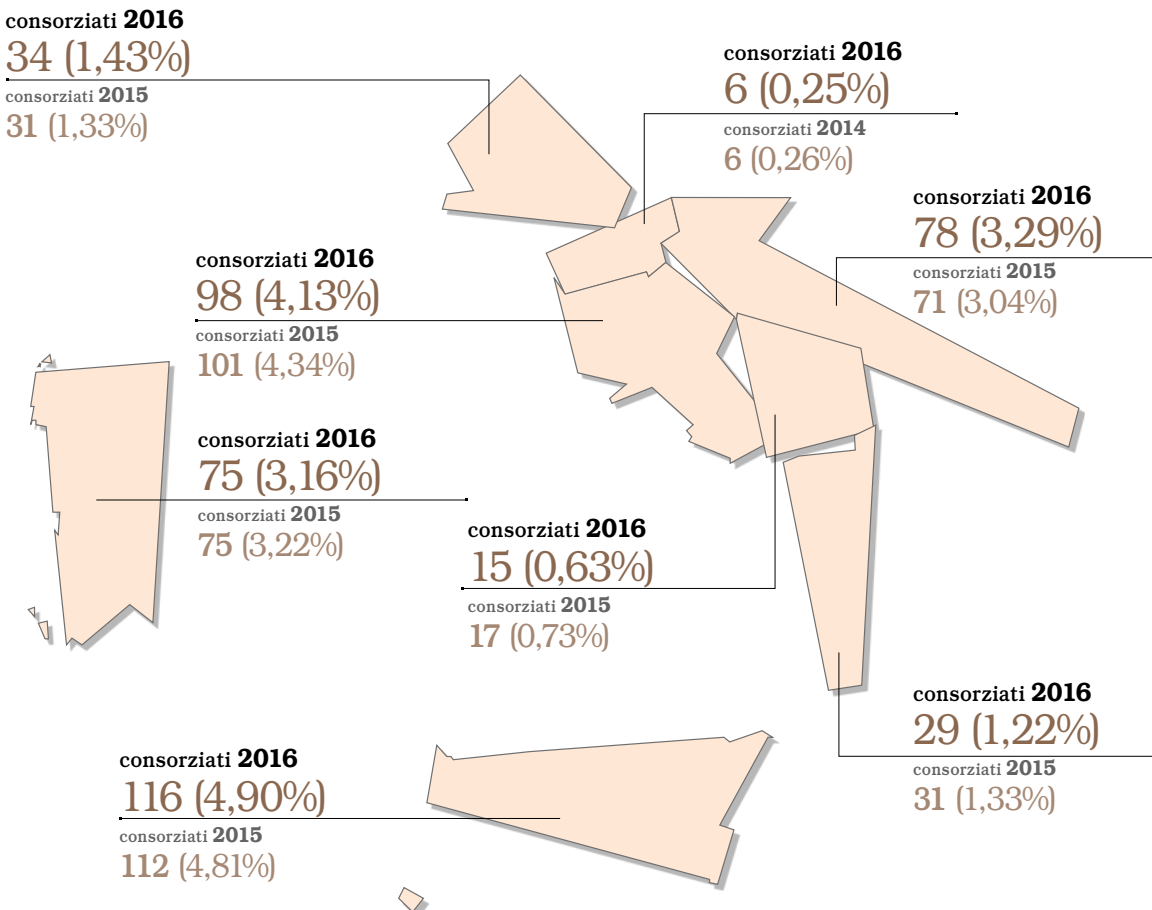 consorziati 2016
34 (1,43%)
consorziati 2015
31 (1,33%)
consorziati 2016
6 (0,25%)
consorziati 2014
6 (0,26%)
consorziati 2016
78 (3,29%)
consorziati 2015
71 (3,04%)
consorziati 2016
98 (4,13%)
consorziati 2015
101 (4,34%)
consorziati 2016
75 (3,16%)
consorziati 2015
75 (3,22%)
consorziati 2016
15 (0,63%)
consorziati 2015
17 (0,73%)
consorziati 2016
29 (1,22%)
consorziati 2015
31 (1,33%)
consorziati 2016
116 (4,90%)
consorziati 2015
112 (4,81%)